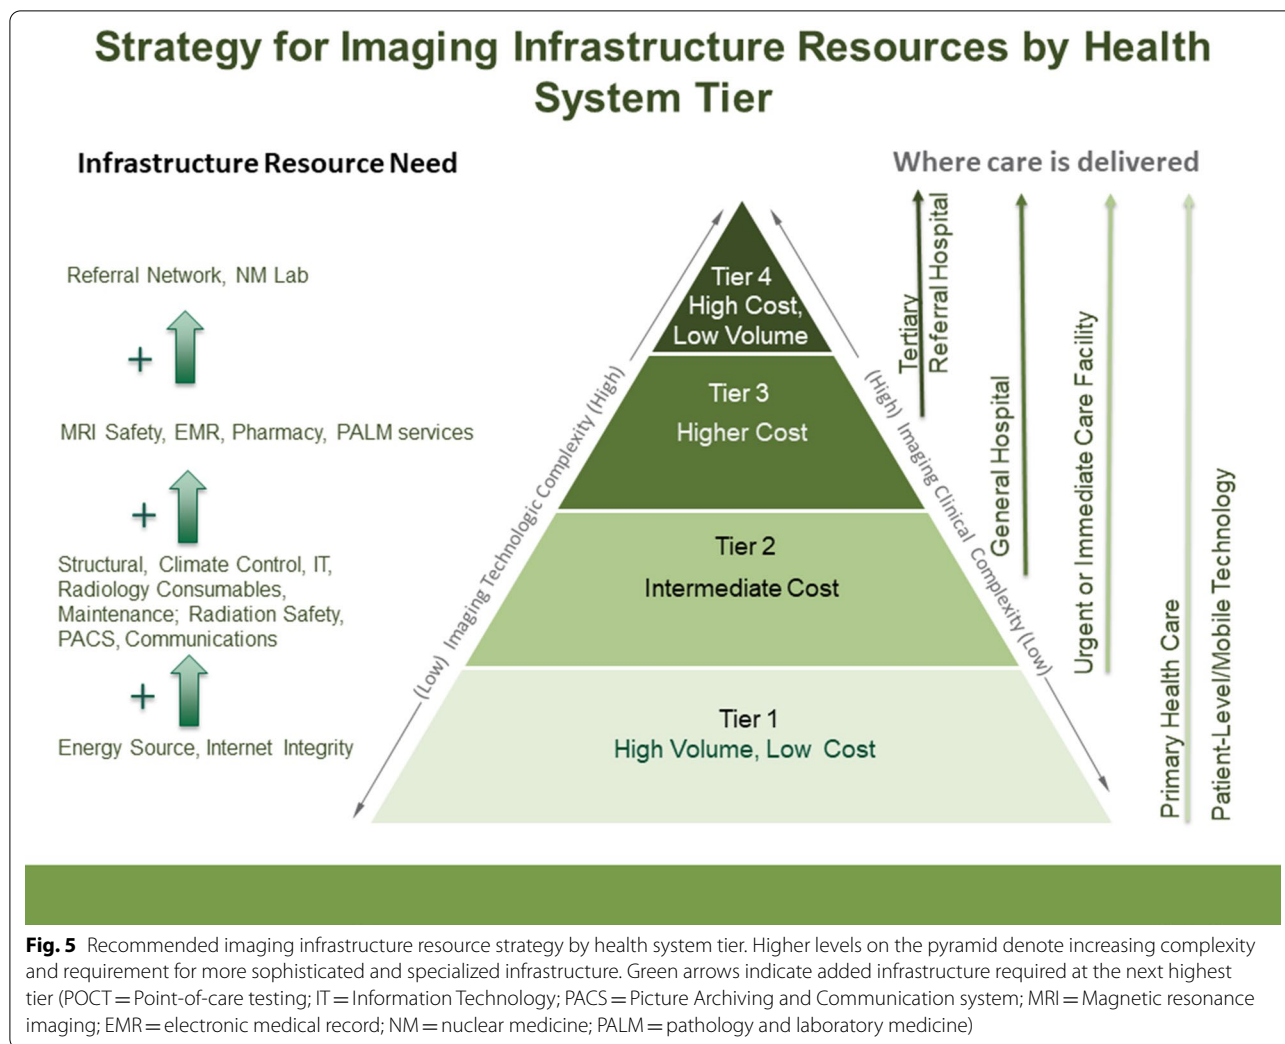 Strategy for Imaging Infrastructure Resources by Health
System Tier
Infrastructure Resource Need
Where care is delivered
Referral Network, NM Lab
+
MRI Safety, EMR, Pharmacy, PALM services
+
Structural, Climate Control, IT,
Radiology Consumables,
Maintenance; Radiation Safety,
PACS, Communications
+
Energy Source, Internet Integrity
(Low) Imaging Technologic Complexity (High)
Tier 4
High Cost,
Low Volume
Tier 3
Higher Cost
Tier 2
Intermediate Cost
Tier 1
High Volume, Low Cost
(High) Imaging Clinical Complexity (Low)
Tertiary
Referral Hospital
General Hospital
Urgent or Immediate Care Facility
Primary Health Care
Patient-Level/Mobile Technology
Fig. 5 Recommended imaging infrastructure resource strategy by health system tier. Higher levels on the pyramid denote increasing complexity
and requirement for more sophisticated and specialized infrastructure. Green arrows indicate added infrastructure required at the next highest
tier (POCT = Point-of-care testing; IT = Information Technology; PACS = Picture Archiving and Communication system; MRI = Magnetic resonance
imaging; EMR = electronic medical record; NM = nuclear medicine; PALM = pathology and laboratory medicine)